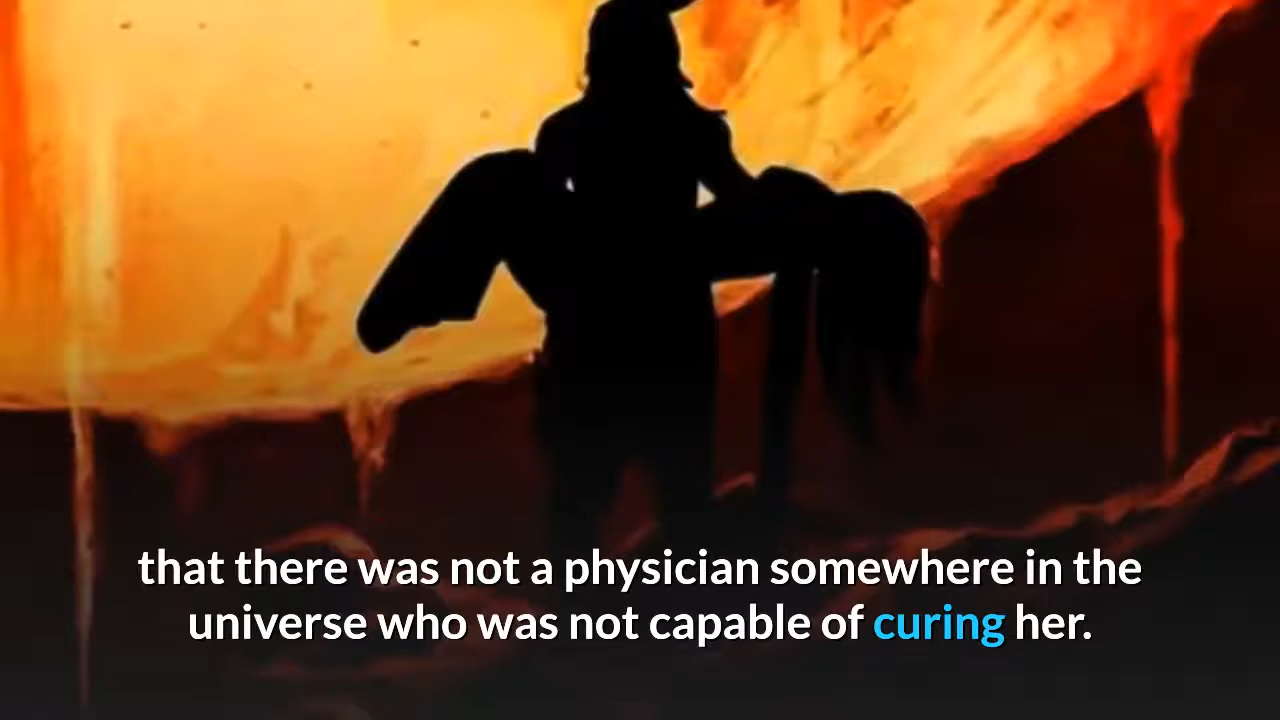 that there was not a physician somewhere in the
universe who was not capable of curing her.